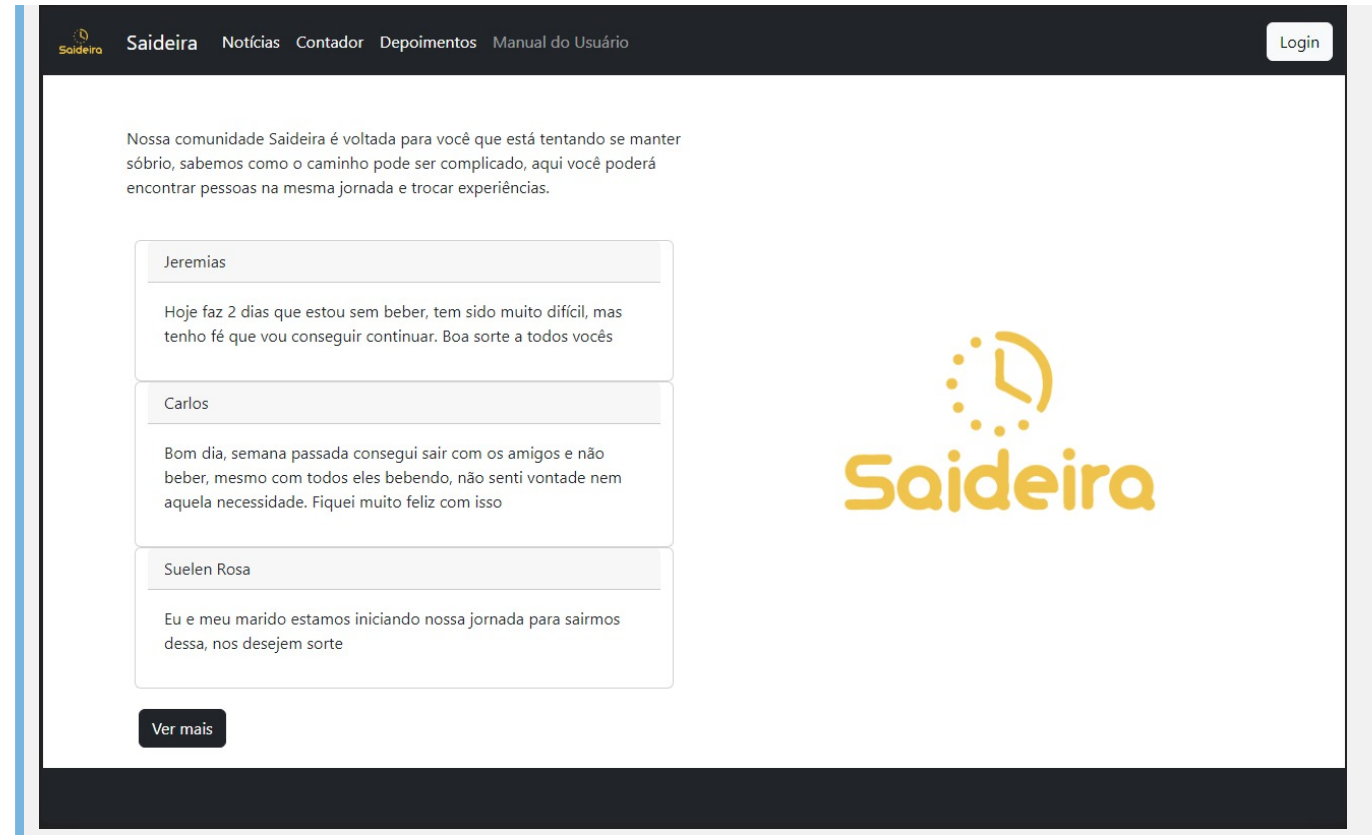 Saideira
Saideira Notícias Contador Depoimentos Manual do Usuário
Login
Nossa comunidade Saideira é voltada para você que está tentando se manter
sóbrio, sabemos como o caminho pode ser complicado, aqui você poderá
encontrar pessoas na mesma jornada e trocar experiências.
Jeremias
Hoje faz 2 dias que estou sem beber, tem sido muito difícil, mas
tenho fé que vou conseguir continuar. Boa sorte a todos vocês
Carlos
Bom dia, semana passada consegui sair com os amigos e não
beber, mesmo com todos eles bebendo, não senti vontade nem
aquela necessidade. Fiquei muito feliz com isso
Suelen Rosa
Eu e meu marido estamos iniciando nossa jornada para sairmos
dessa, nos desejem sorte
Ver mais
Saideira